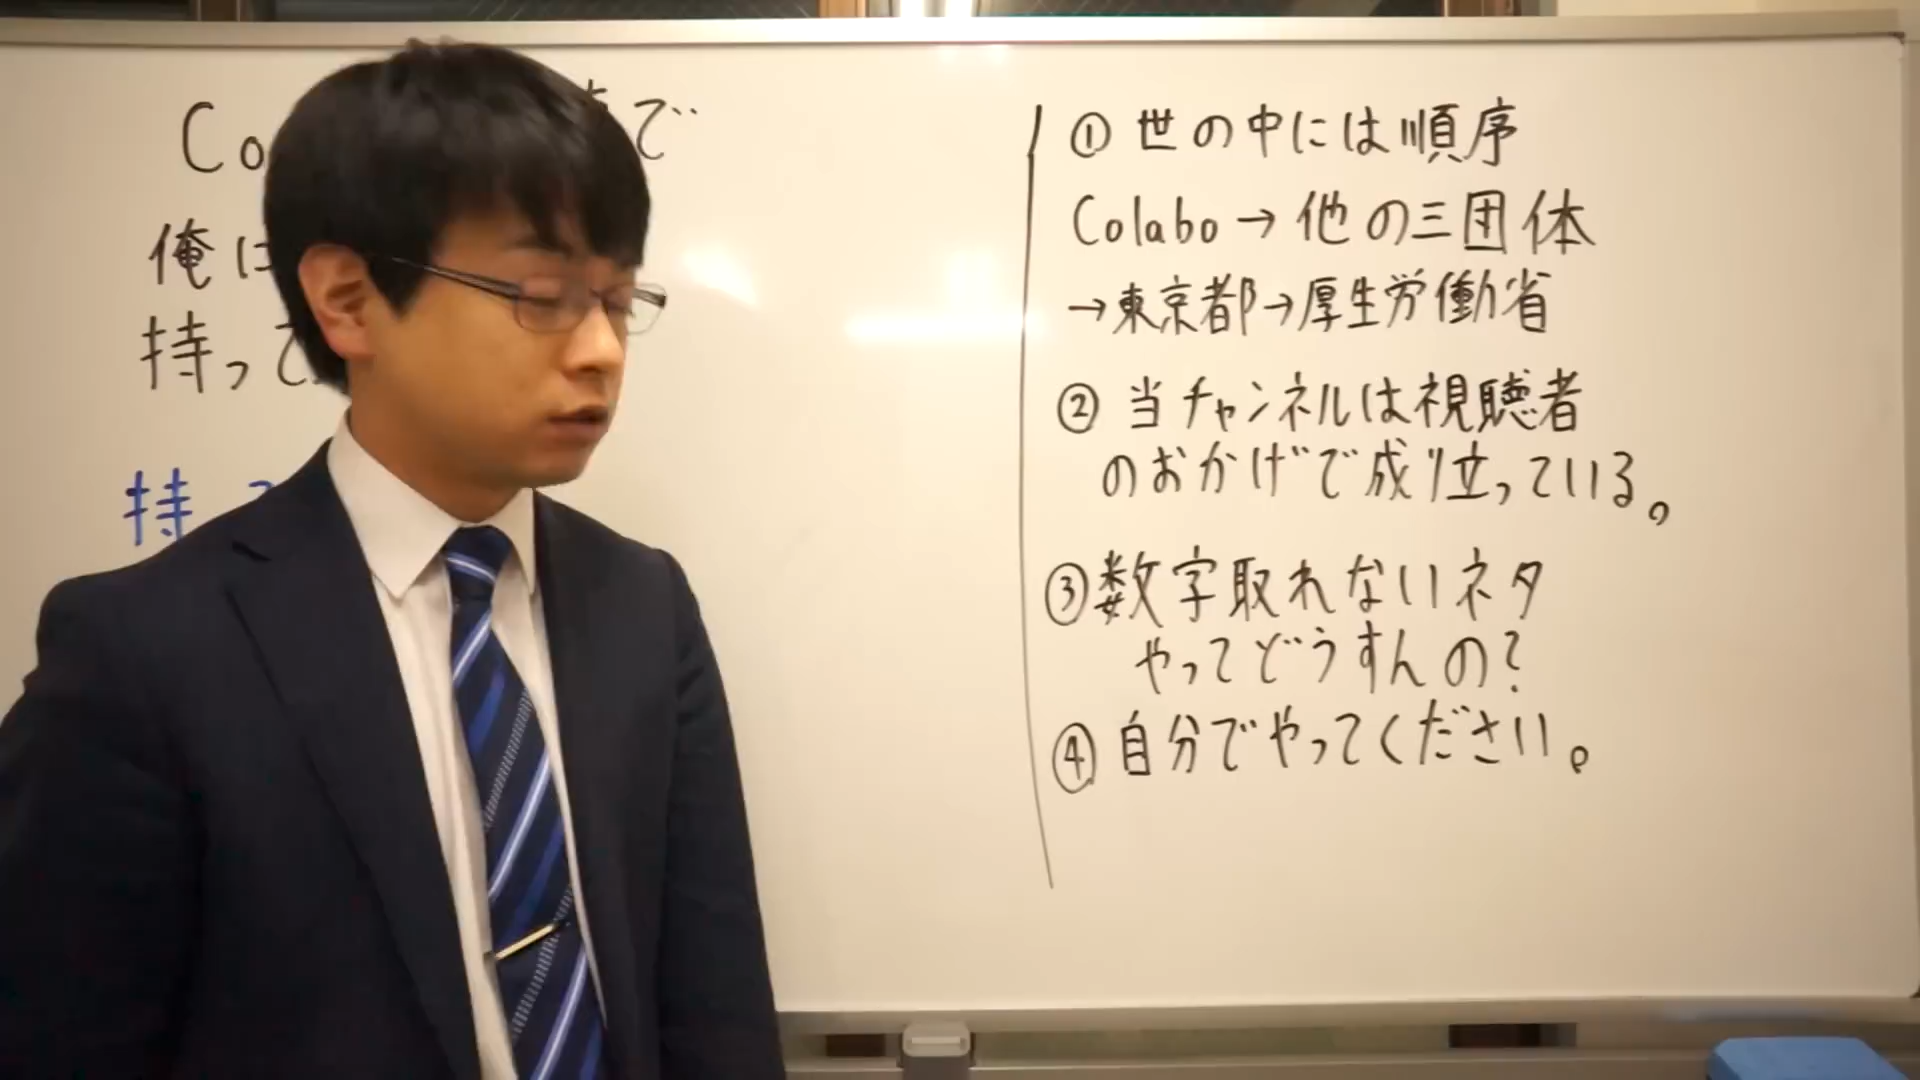 Co で
俺に
持って
持
① 世の中には順序
Colabo→他の三団体
→東京都→厚生労働省
② 当チャンネルは視聴者
のおかげで成り立っている。
③ 数字取れないネタ
やってどうすんの?
④ 自分でやってください。